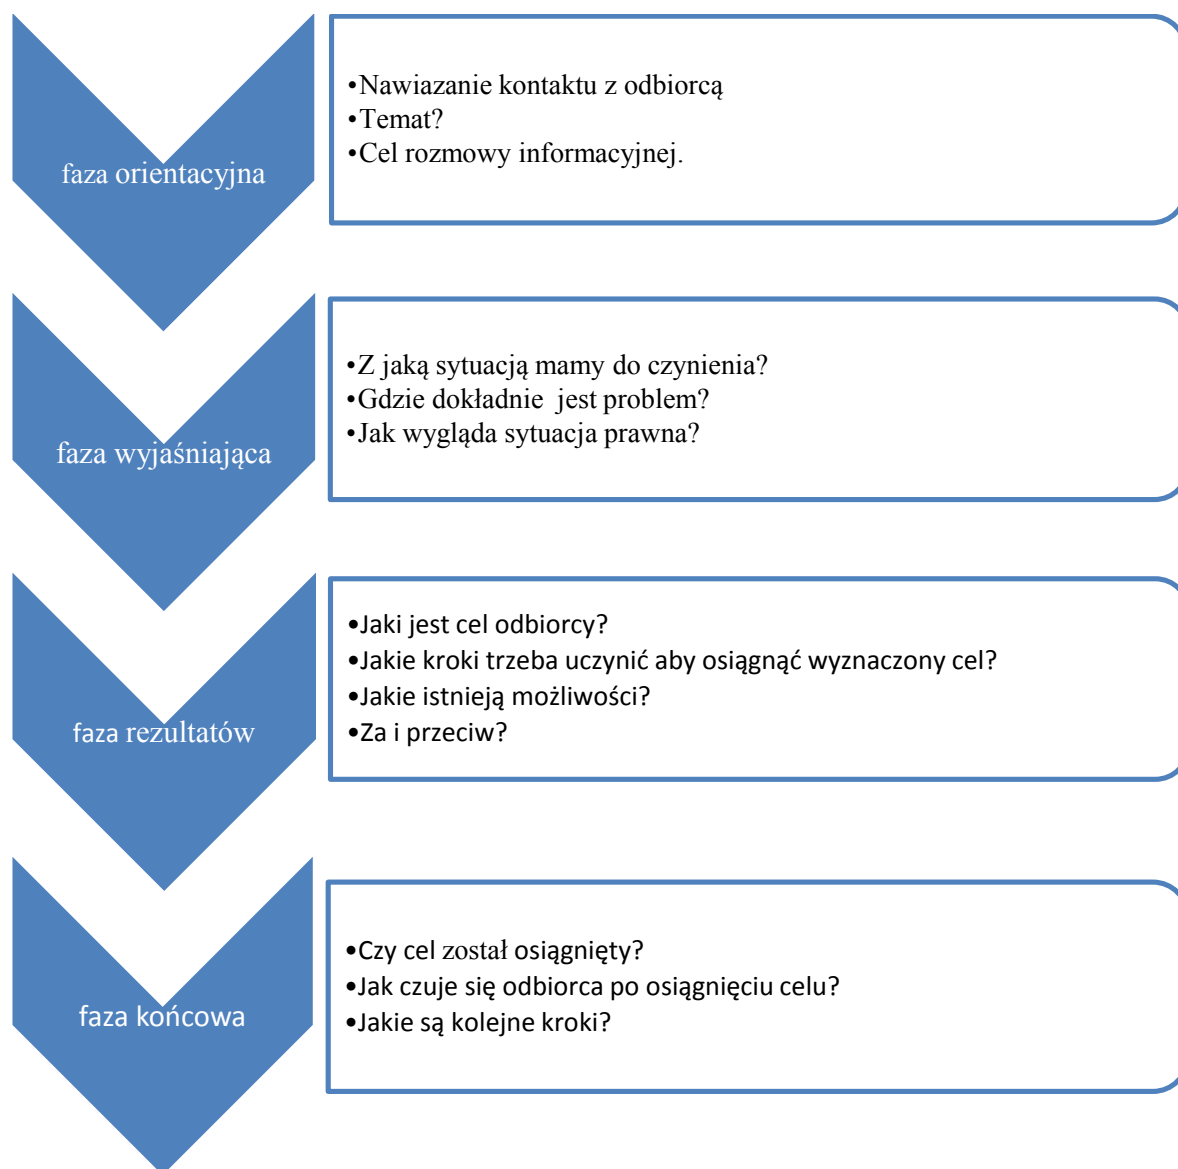 faza orientacyjna
•Nawiazanie kontaktu z odbiorcą
•Temat?
•Cel rozmowy informacyjnej.
faza wyjaśniająca
•Z jaką sytuacją mamy do czynienia?
•Gdzie dokładnie jest problem?
•Jak wygląda sytuacja prawna?
faza rezultatów
•Jaki jest cel odbiorcy?
•Jakie kroki trzeba uczynić aby osiągnąć wyznaczony cel?
•Jakie istnieją możliwości?
•Za i przeciw?
faza końcowa
•Czy cel został osiągnięty?
•Jak czuje się odbiorca po osiągnięciu celu?
•Jakie są kolejne kroki?